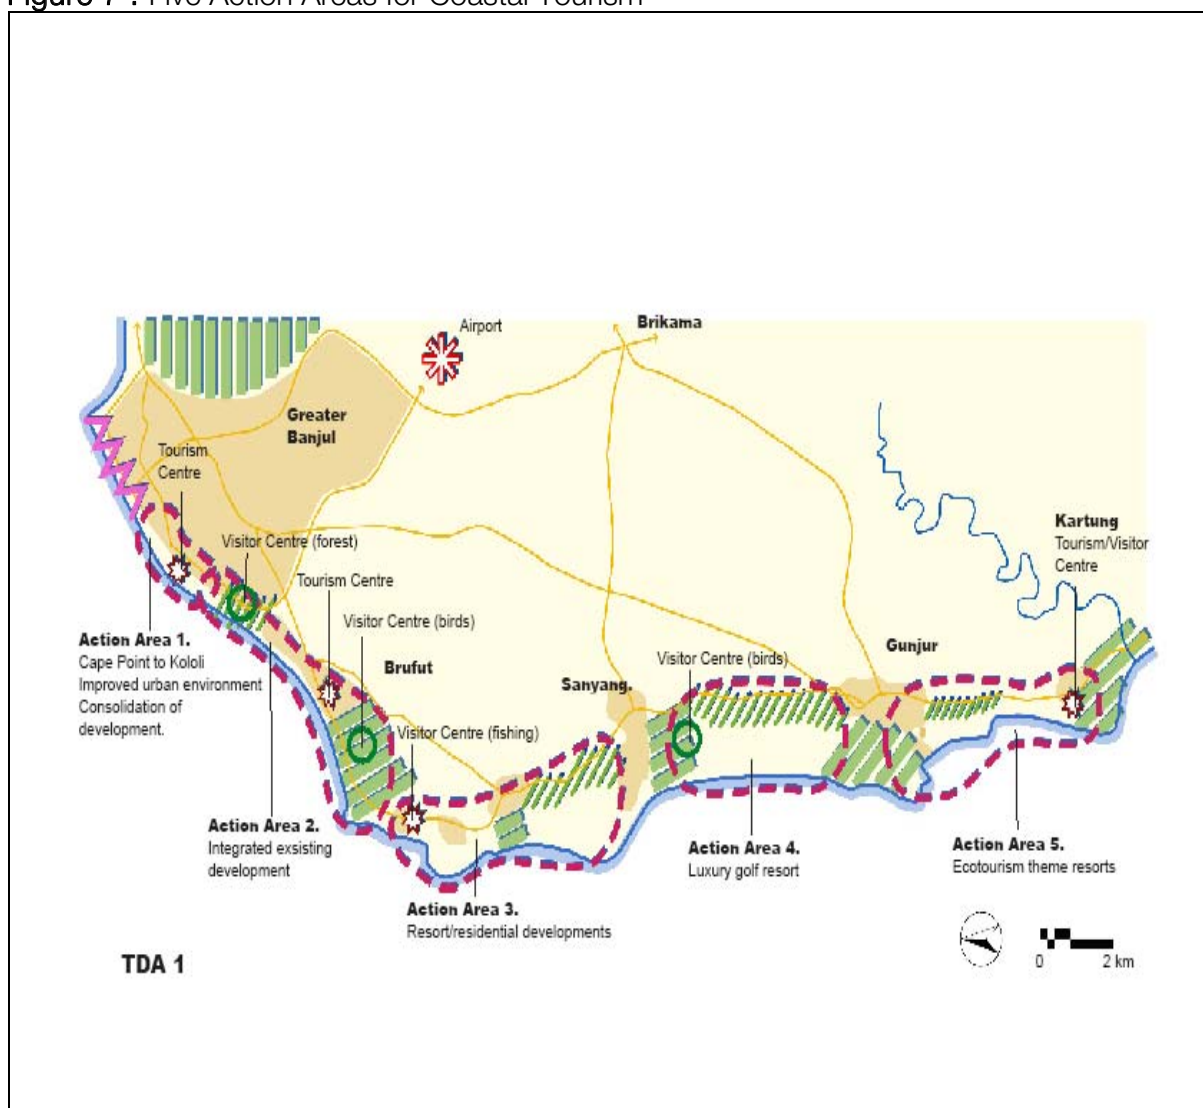 Figure 7 : Five Action Areas for Coastal Tourism
Airport
Brikama
Greater
Banjul
Tourism
Centre
Visitor Centre (forest)
Tourism Centre
Visitor Centre (birds)
Kartung
Tourism/Visitor
Centre
Action Area 1.
Cape Point to Kololi
Improved urban environment
Consolidation of
development.
Brufut
Sanyang.
Visitor Centre (birds)
Gunjur
Visitor Centre (fishing)
Action Area 2.
Integrated exsisting
development
Action Area 3.
Resort/residential developments
Action Area 4.
Luxury golf resort
Action Area 5.
Ecotourism theme resorts
TDA 1
0 2 km